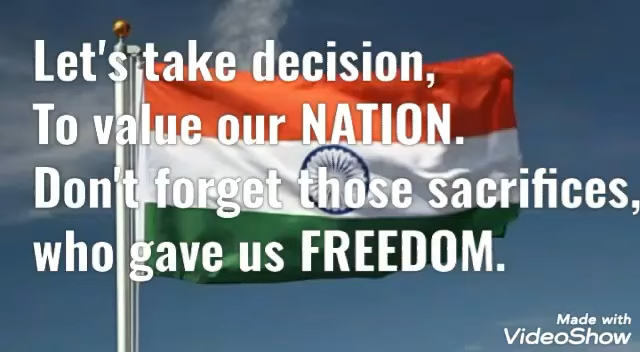 Let's take decision,
To value our NATION.
Don't forget those sacrifices,
who gave us FREEDOM.
Made with
VideoShow